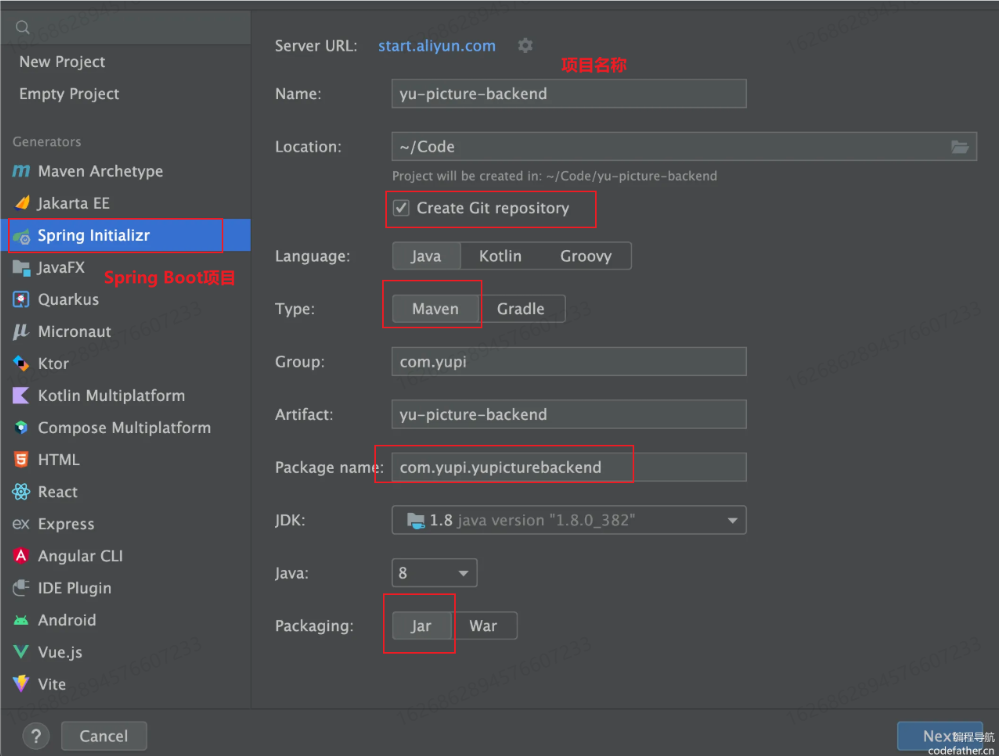 Server URL: start.aliyun.com
项目名称
New Project
Name: yu-picture-backend
Empty Project
Generators
Location: ~/Code
Project will be created in: ~/Code/yu-picture-backend
Maven Archetype
Jakarta EE
Create Git repository
Spring Initializr
Language: Java Kotlin Groovy
JavaFX
Spring Boot项目
Quarkus
Type: Maven Gradle
Micronaut
Ktor
Group: com.yupi
Kotlin Multiplatform
Artifact: yu-picture-backend
Compose Multiplatform
HTML
Package name: com.yupi.yupicturebackend
React
JDK: 1.8 java version "1.8.0_382"
ex Express
Angular CLI
Java: 8
IDE Plugin
Android
Packaging: Jar War
Vue.js
Vite
? Cancel
Next
编程导航
codefather.cn